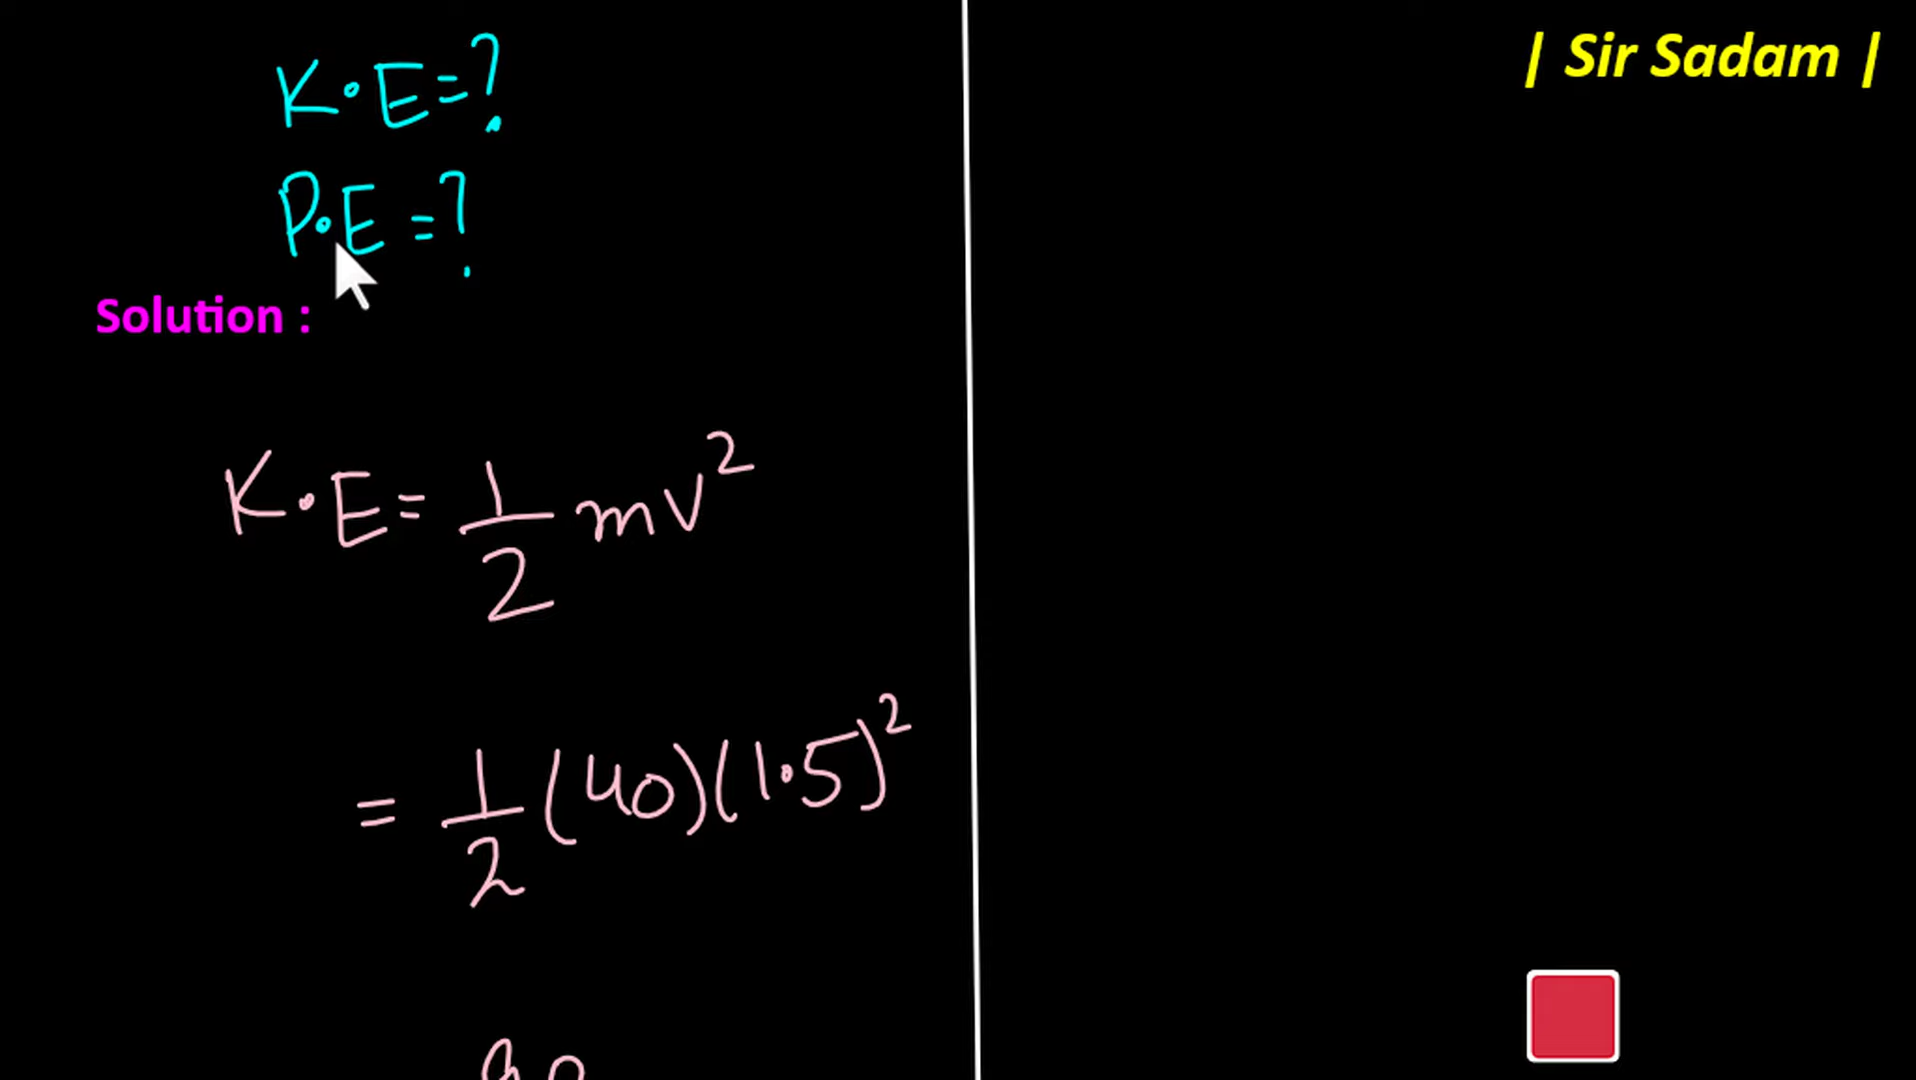 | Sir Sadam |
K.E=?
P.E=?
Solution :
K.E= 1/2 mv²
= 1/2 (40)(1.5)²